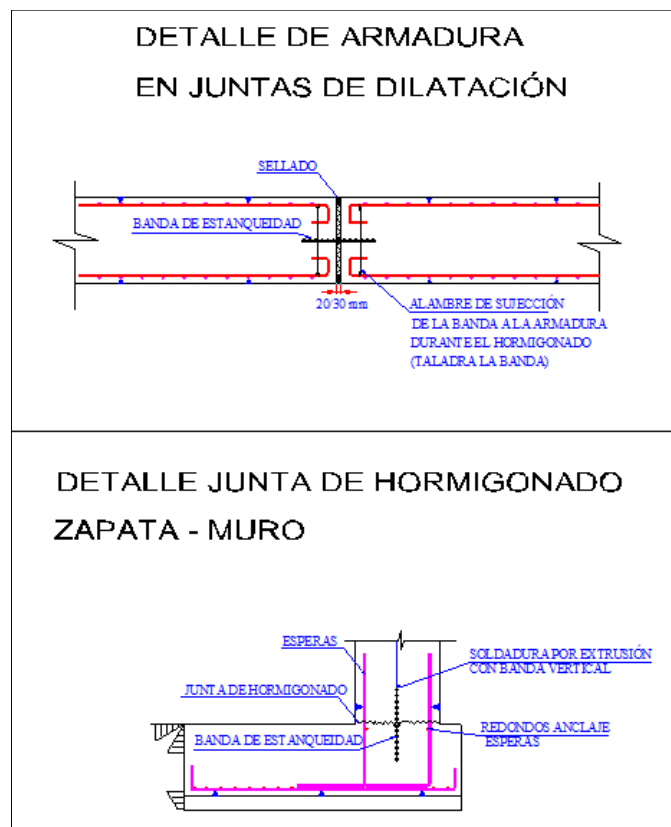 DETALLE DE ARMADURA
EN JUNTAS DE DILATACIÓN
SELLADO
BANDA DE ESTANQUEIDAD
20/30 mm
ALAMBRE DE SUJECCIÓN
DE LA BANDA A LA ARMADURA
DURANTE EL HORMIGONADO
(TALADRA LA BANDA)
DETALLE JUNTA DE HORMIGONADO
ZAPATA - MURO
ESPERAS
SOLDADURA POR EXTRUSIÓN
CON BANDA VERTICAL
JUNTA DE HORMIGONADO
BANDA DE ESTANQUEIDAD
REDONDOS ANCLAJE
ESPERAS